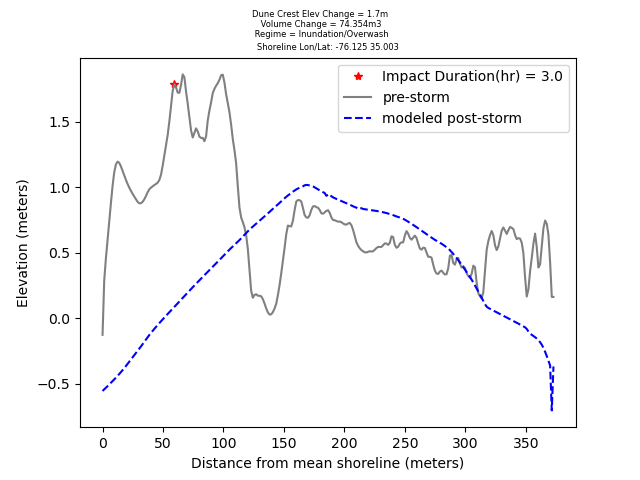 Dune Crest Elev Change = 1.7m
Volume Change = 74.354m3
Regime = Inundation/Overwash
Shoreline Lon/Lat: -76.125 35.003
Impact Duration(hr) = 3.0
pre-storm
modeled post-storm
Elevation (meters)
1.5
1.0
0.5
0.0
−0.5
0 50 100 150 200 250 300 350
Distance from mean shoreline (meters)